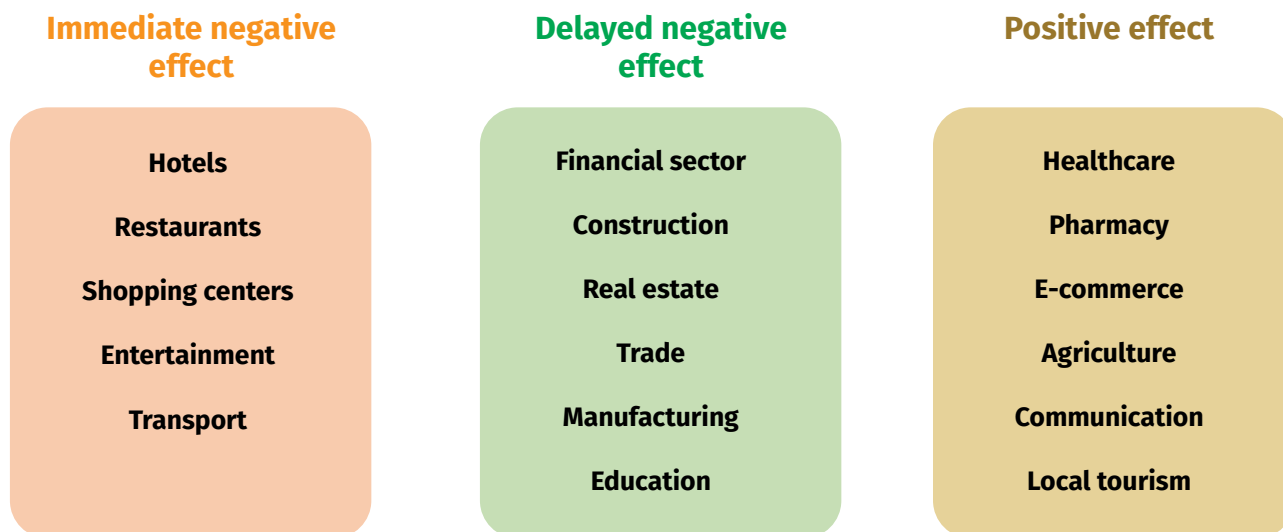 Immediate negative
effect
Hotels
Restaurants
Shopping centers
Entertainment
Transport
Delayed negative
effect
Financial sector
Construction
Real estate
Trade
Manufacturing
Education
Positive effect
Healthcare
Pharmacy
E-commerce
Agriculture
Communication
Local tourism